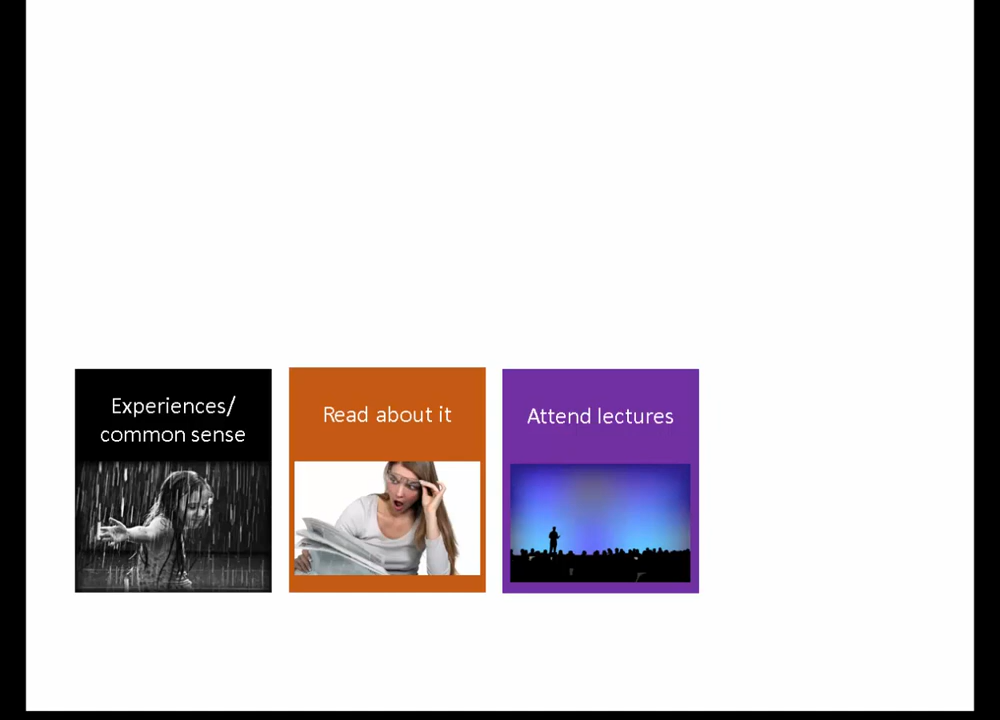 Experiences/
common sense
Read about it
Attend lectures